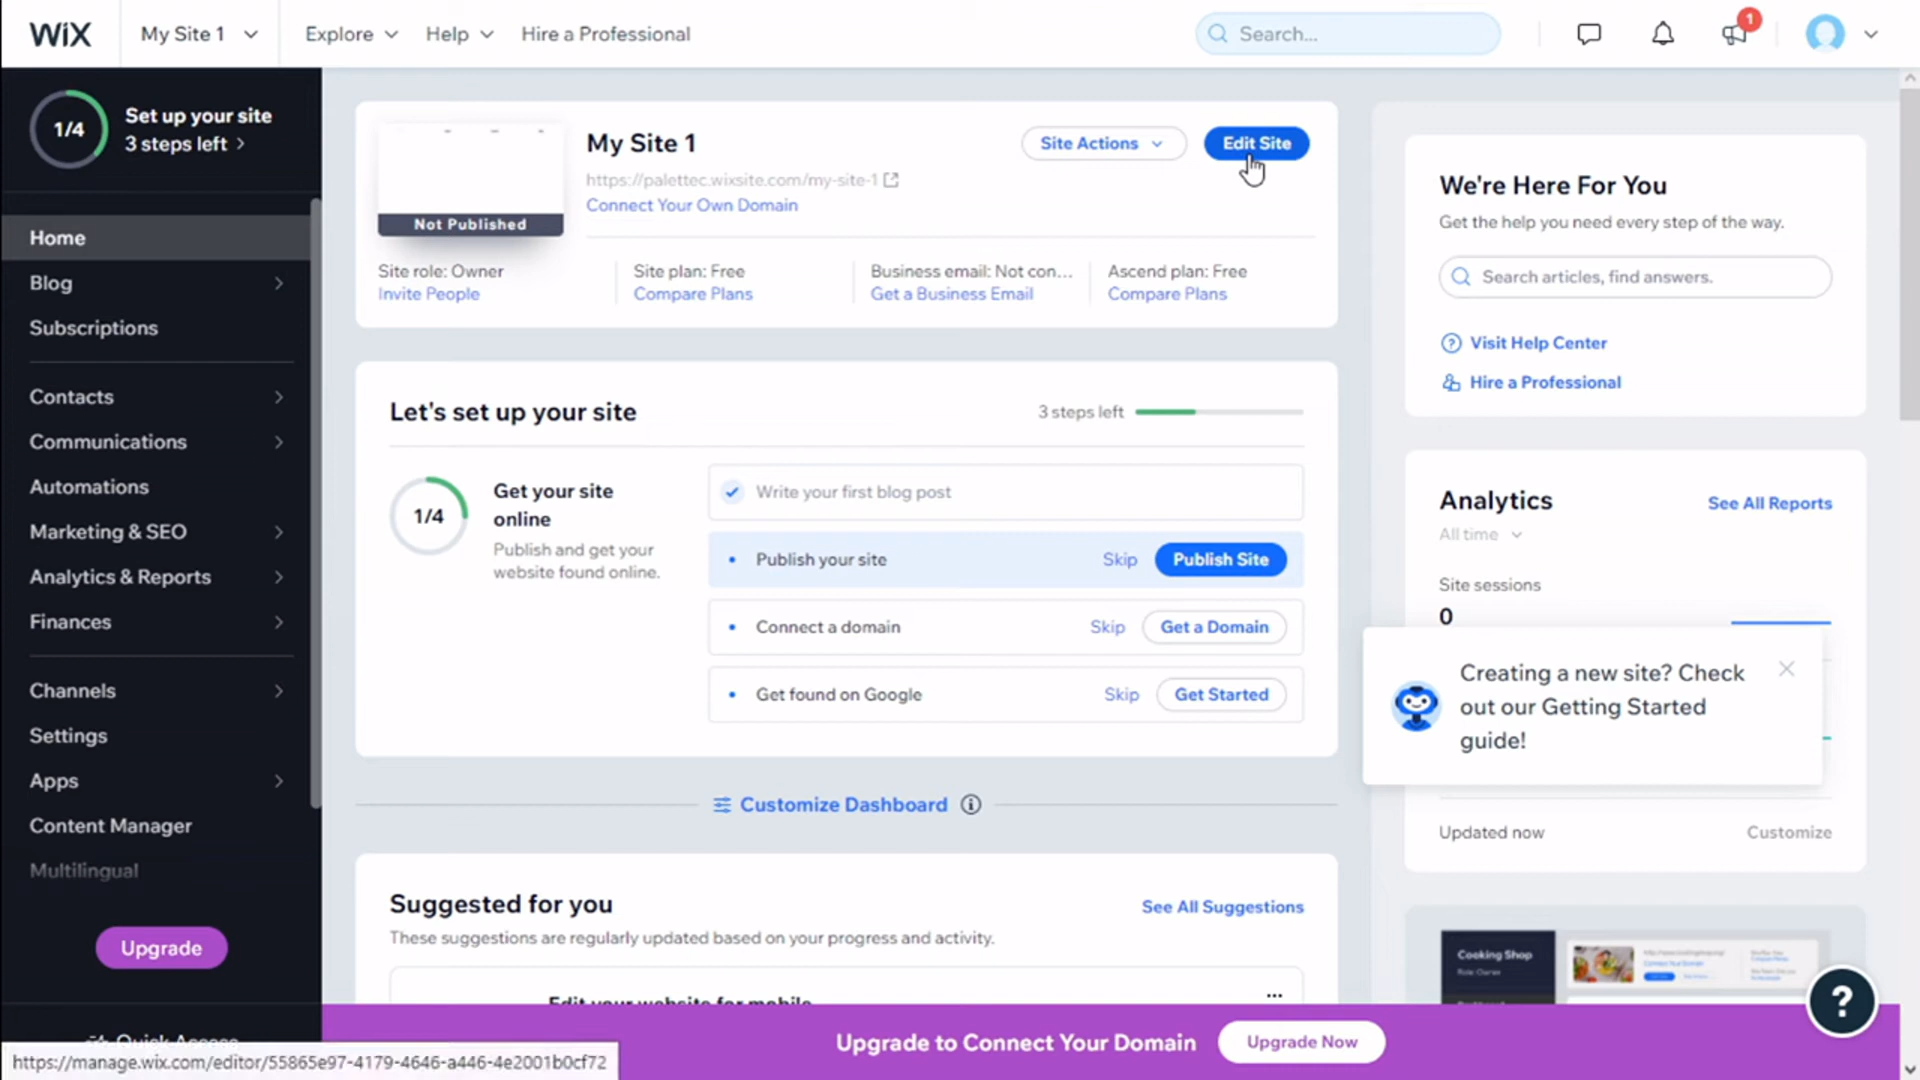 WiX
My Site 1
Explore
Help
Hire a Professional
Search...
1
1/4
Set up your site
3 steps left
Home
Blog
Subscriptions
Contacts
Communications
Automations
Marketing & SEO
Analytics & Reports
Finances
Channels
Settings
Apps
Content Manager
Multilingual
Upgrade
Quick Access
https://manage.wix.com/editor/55865e97-4179-4646-a446-4e2001b0cf72
Not Published
My Site 1
https://palettec.wixsite.com/my-site-1
Connect Your Own Domain
Site Actions
Edit Site
Site role: Owner
Invite People
Site plan: Free
Compare Plans
Business email: Not con...
Get a Business Email
Ascend plan: Free
Compare Plans
Let's set up your site
3 steps left
1/4
Get your site
online
Publish and get your
website found online.
Write your first blog post
Publish your site
Skip
Publish Site
Connect a domain
Skip
Get a Domain
Get found on Google
Skip
Get Started
Customize Dashboard
Suggested for you
See All Suggestions
These suggestions are regularly updated based on your progress and activity.
Edit your website for mobile
...
We're Here For You
Get the help you need every step of the way.
Search articles, find answers.
Visit Help Center
Hire a Professional
Analytics
See All Reports
All time
Site sessions
0
Creating a new site? Check
out our Getting Started
guide!
Updated now
Customize
Cooking Shop
Role: Owner
?
Upgrade to Connect Your Domain
Upgrade Now